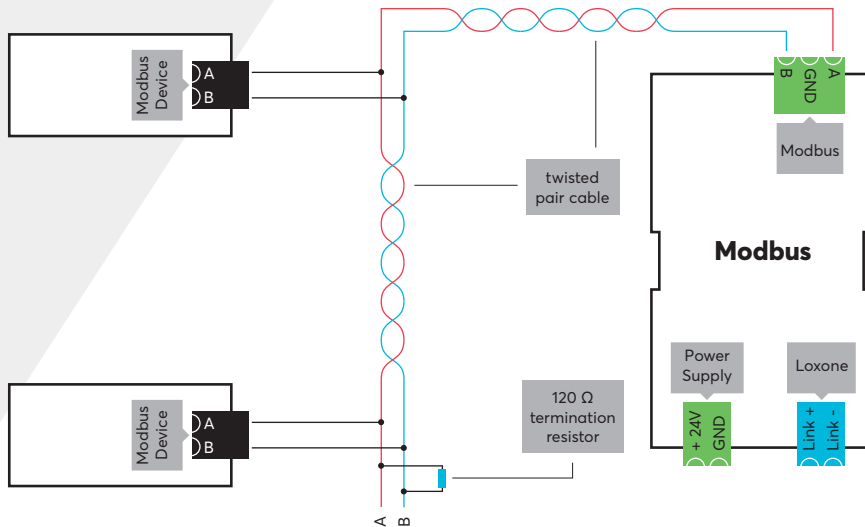 Modbus
Device
A
B
B
GND
A
Modbus
twisted
pair cable
Modbus
Power
Supply
Loxone
+ 24V
GND
Link +
Link -
Modbus
Device
A
B
120 Ω
termination
resistor
A
B